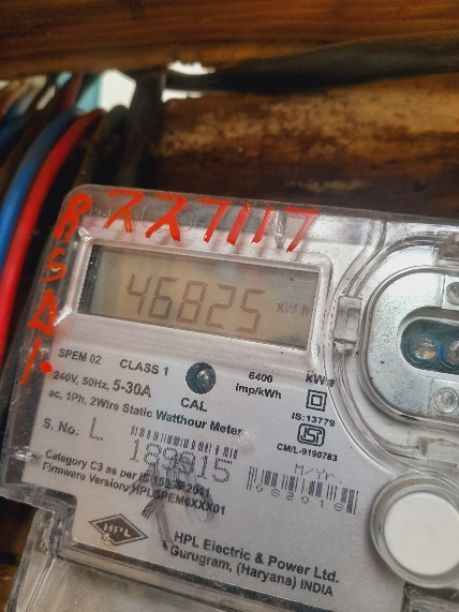 46825 KWh
SPEM 02 CLASS 1
240V, 50Hz, 5-30A
CAL
6400
imp/kWh
ac, 1Ph, 2Wire Static Watthour Meter
IS:13779
CM/L-9190783
S. No. L
189915
M/Yr.
Category C3 as per IS
Firmware Version:
HPL
HPL Electric & Power Ltd.
Gurugram, (Haryana) INDIA